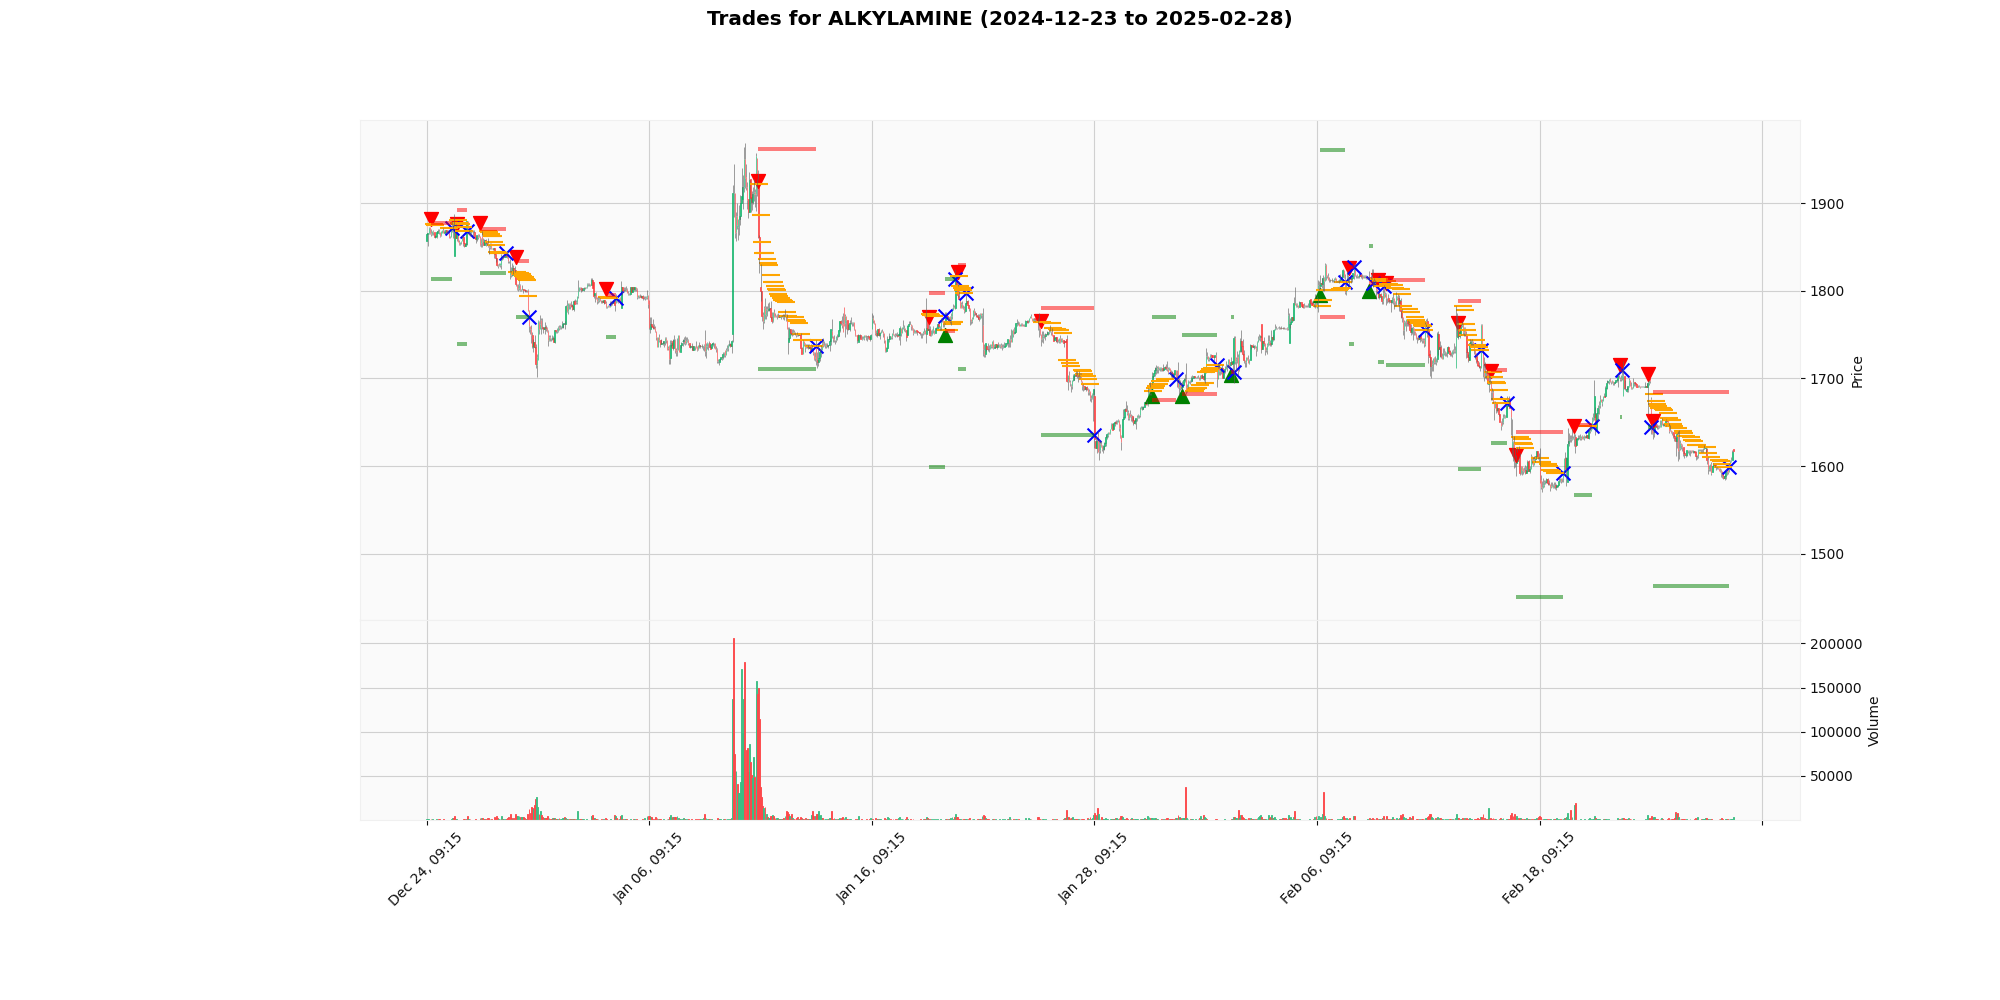 Trades for ALKYLAMINE (2024-12-23 to 2025-02-28)
1900
1800
1700
1600
1500
Price
200000
150000
100000
50000
Volume
Dec 24, 09:15
Jan 06, 09:15
Jan 16, 09:15
Jan 28, 09:15
Feb 06, 09:15
Feb 18, 09:15